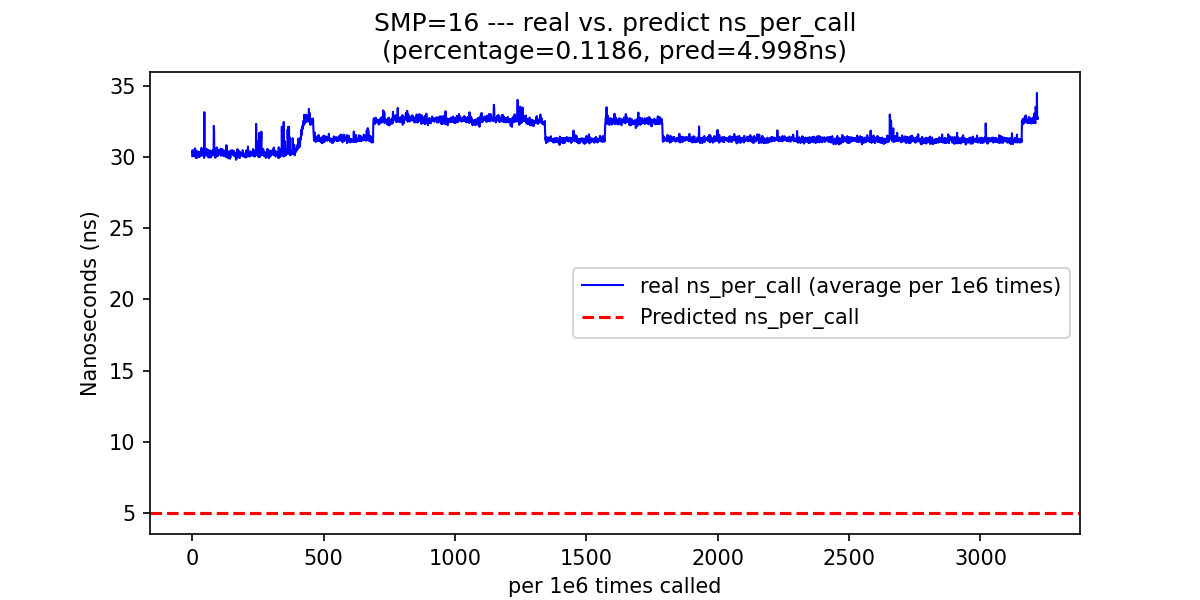 SMP=16 --- real vs. predict ns_per_call
(percentage=0.1186, pred=4.998ns)
Nanoseconds (ns)
35
30
25
20
15
10
5
real ns_per_call (average per 1e6 times)
Predicted ns_per_call
0 500 1000 1500 2000 2500 3000
per 1e6 times called